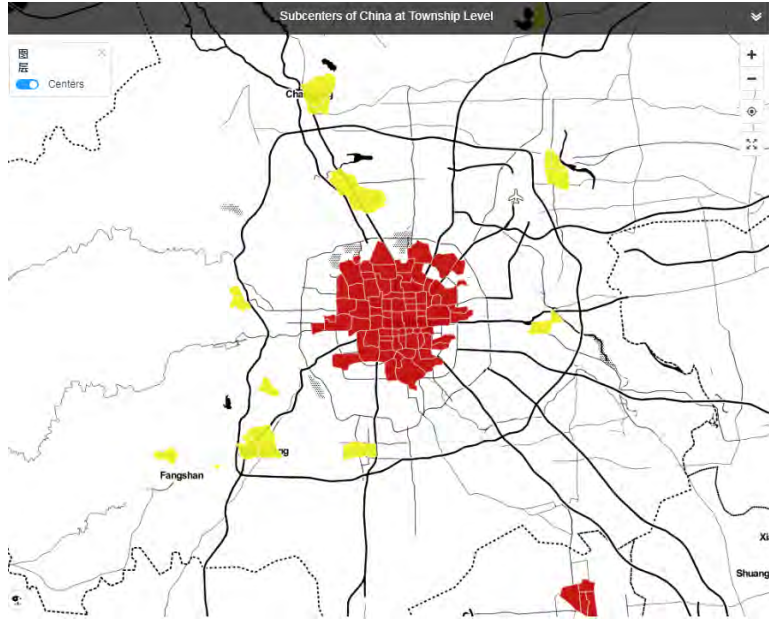 Subcenters of China at Township Level
图
层
Centers
Fangshan
Shuang